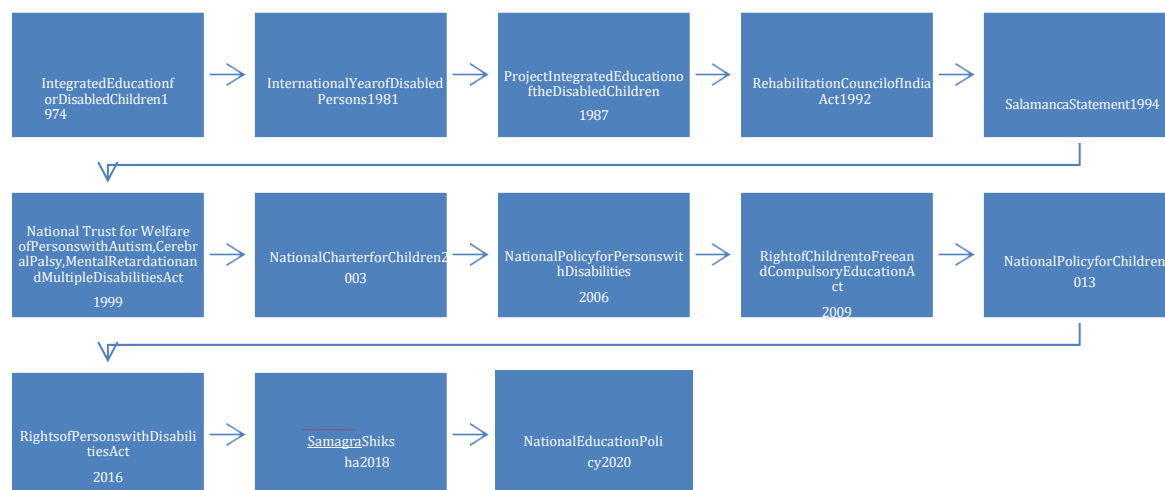 IntegratedEducationf
orDisabledChildren1
974
InternationalYearofDisabled
Persons1981
ProjectIntegratedEducationo
ftheDisabledChildren
1987
RehabilitationCouncilofIndia
Act1992
SalamancaStatement1994
National Trust for Welfare
ofPersonswithAutism,Cerebr
alPalsy,MentalRetardationan
dMultipleDisabilitiesAct
1999
NationalCharterforChildren2
003
NationalPolicyforPersonswit
hDisabilities
2006
RightofChildrentoFreean
dCompulsoryEducationA
ct
2009
NationalPolicyforChildren
013
RightsofPersonswithDisabili
tiesAct
2016
SamagraShiks
ha2018
NationalEducationPoli
cy2020